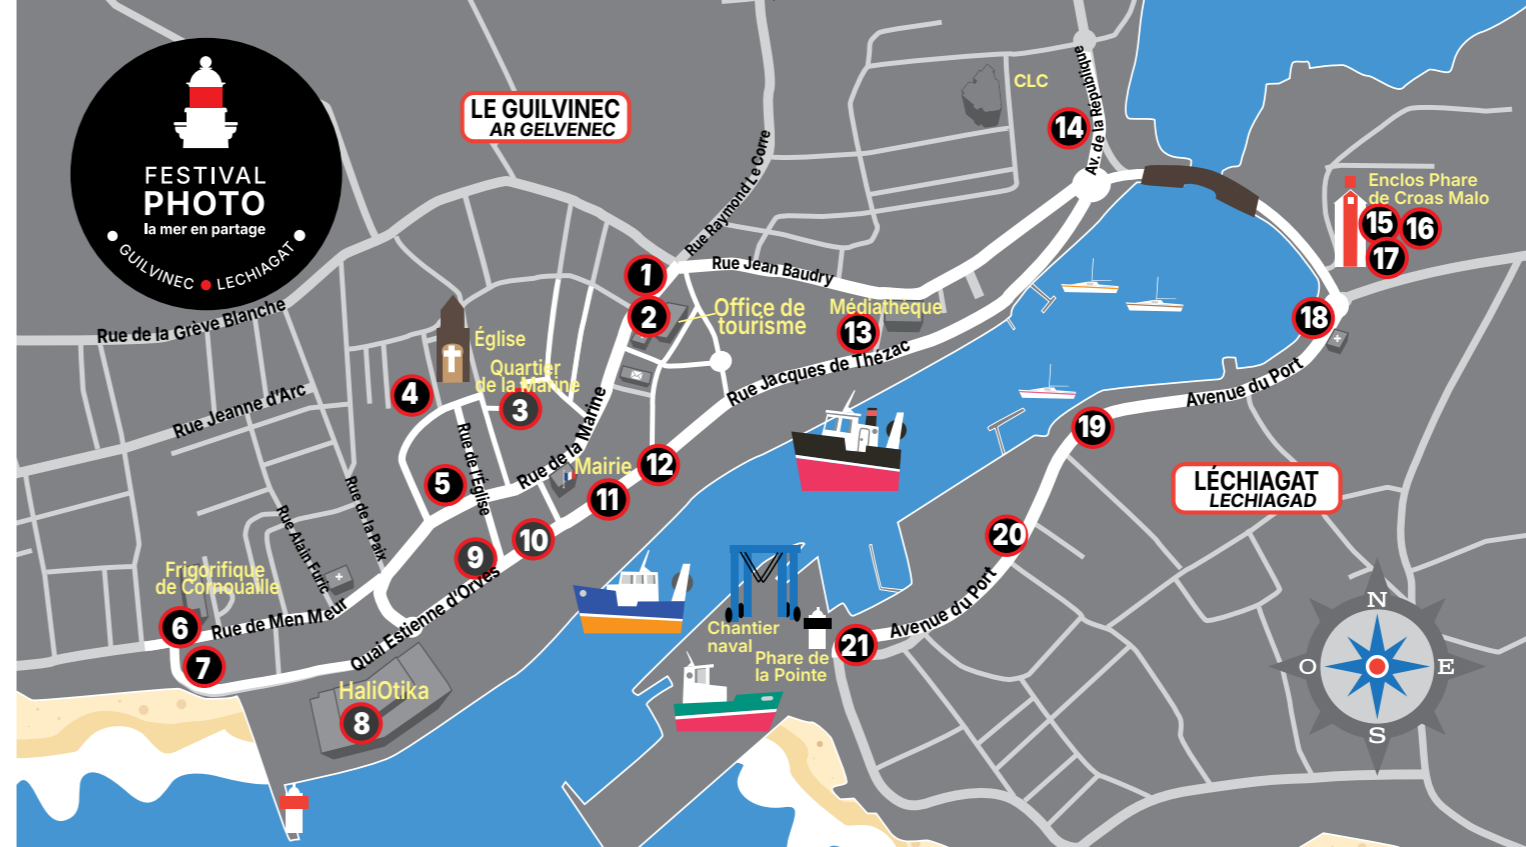 FESTIVAL
PHOTO
la mer en partage
GUILVINEC LECHIAGAT
LE GUILVINEC
AR GELVENEC
CLC
14
Av. de la République
Enclos Phare
de Croas Malo
15
16
17
Rue Raymond Le Corre
Rue Jean Baudry
1
2
Office de
tourisme
Médiathèque
13
18
Rue de la Grève Blanche
Église
Quartier
de la Marine
3
4
Rue Jacques de Thézac
Avenue du Port
Rue Jeanne d'Arc
Rue de la Marine
Rue de l'Église
19
Mairie
12
5
11
LÉCHIAGAT
LECHIAGAD
Rue de la Paix
Rue Alain Furic
10
9
20
Frigorifique
de Cornouaille
6
Rue de Men Meur
Quai Estienne d'Orves
7
Avenue du Port
Chantier
naval
Phare de
la Pointe
21
HaliOtika
8
N
O
E
S